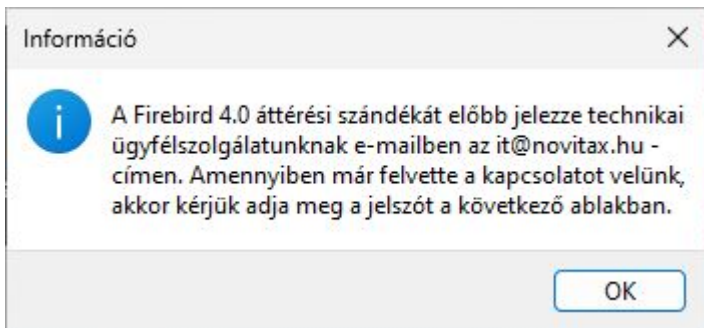 Információ
A Firebird 4.0 áttérési szándékát előbb jelezze technikai
ügyfélszolgálatunknak e-mailben az it@novitax.hu -
címen. Amennyiben már felvette a kapcsolatot velünk,
akkor kérjük adja meg a jelszót a következő ablakban.
OK